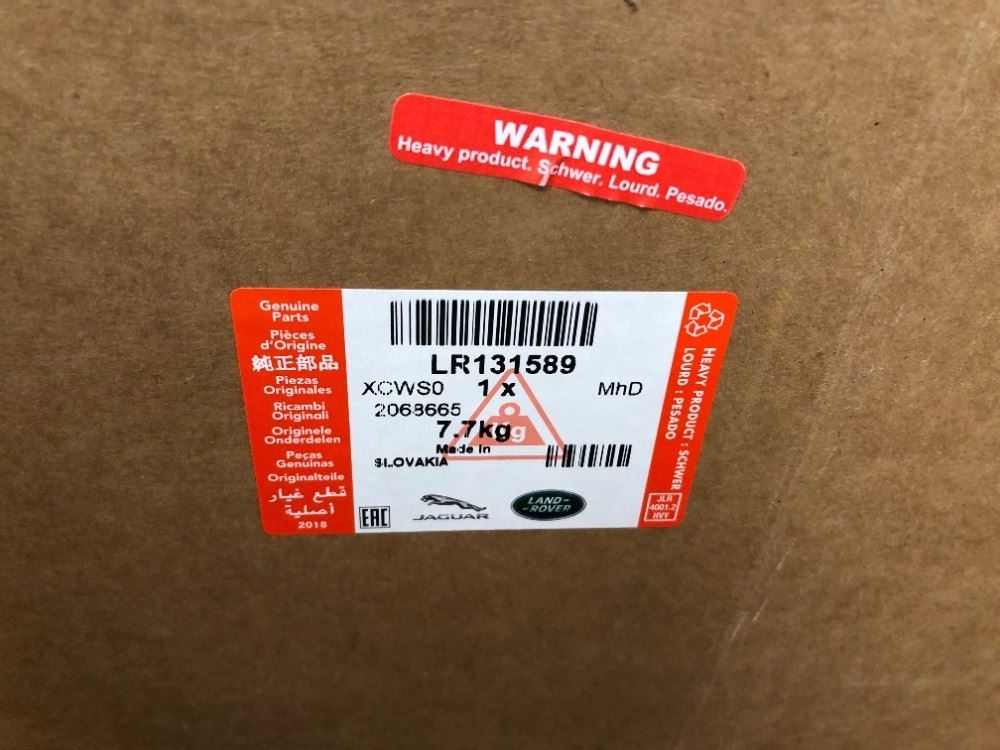 WARNING
Heavy product. Schwer. Lourd. Pesado.
Genuine
Parts
Pièces
d'Origine
純正部品
Piezas
Originales
Ricambi
Originali
Originele
Onderdelen
Peças
Genuínas
Originalteile
قطع غيار
أصلية
2018
LR131589
XCWS0 1 x MhD
2068665
7.7kg
Kg
Made In
SLOVAKIA
EAC
JAGUAR
LAND-
-ROVER
HEAVY PRODUCT : SCHWER
LOURD : PESADO
JLR
4001.2
HVY